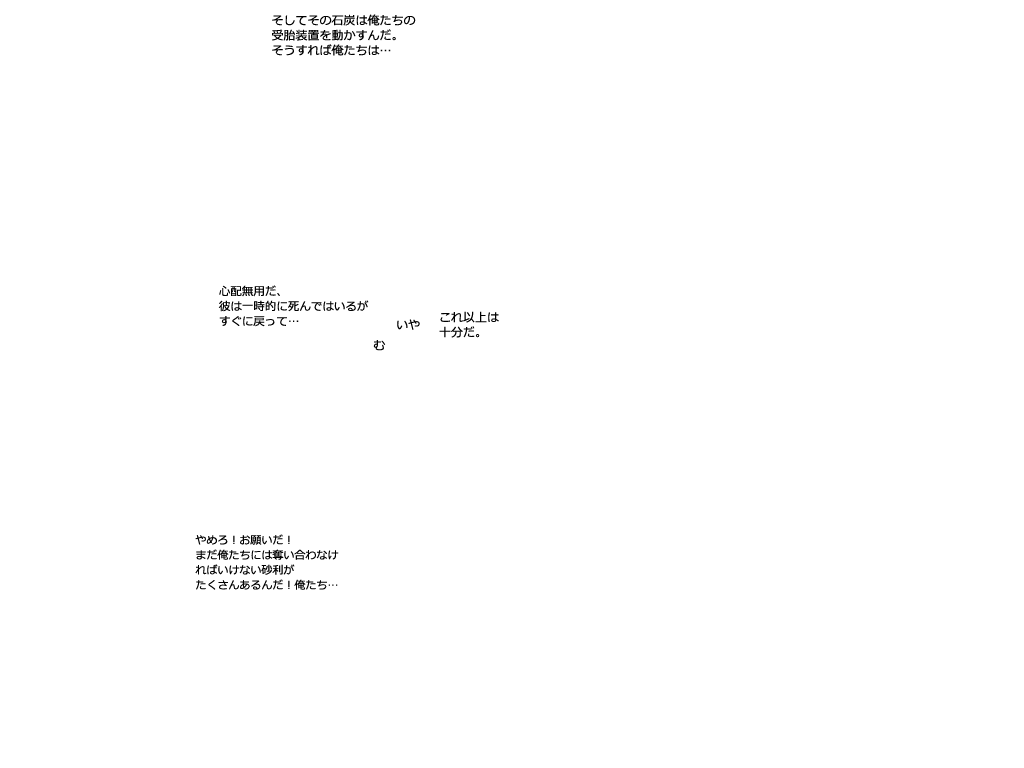 そしてその石炭は俺たちの
受胎装置を動かすんだ。
そうすれば俺たちは…
心配無用だ、
彼は一時的に死んではいるが
すぐに戻って…
む
いや
これ以上は
十分だ。
やめろ！お願いだ！
まだ俺たちには奪い合わなけ
ればいけない砂利が
たくさんあるんだ！俺たち…